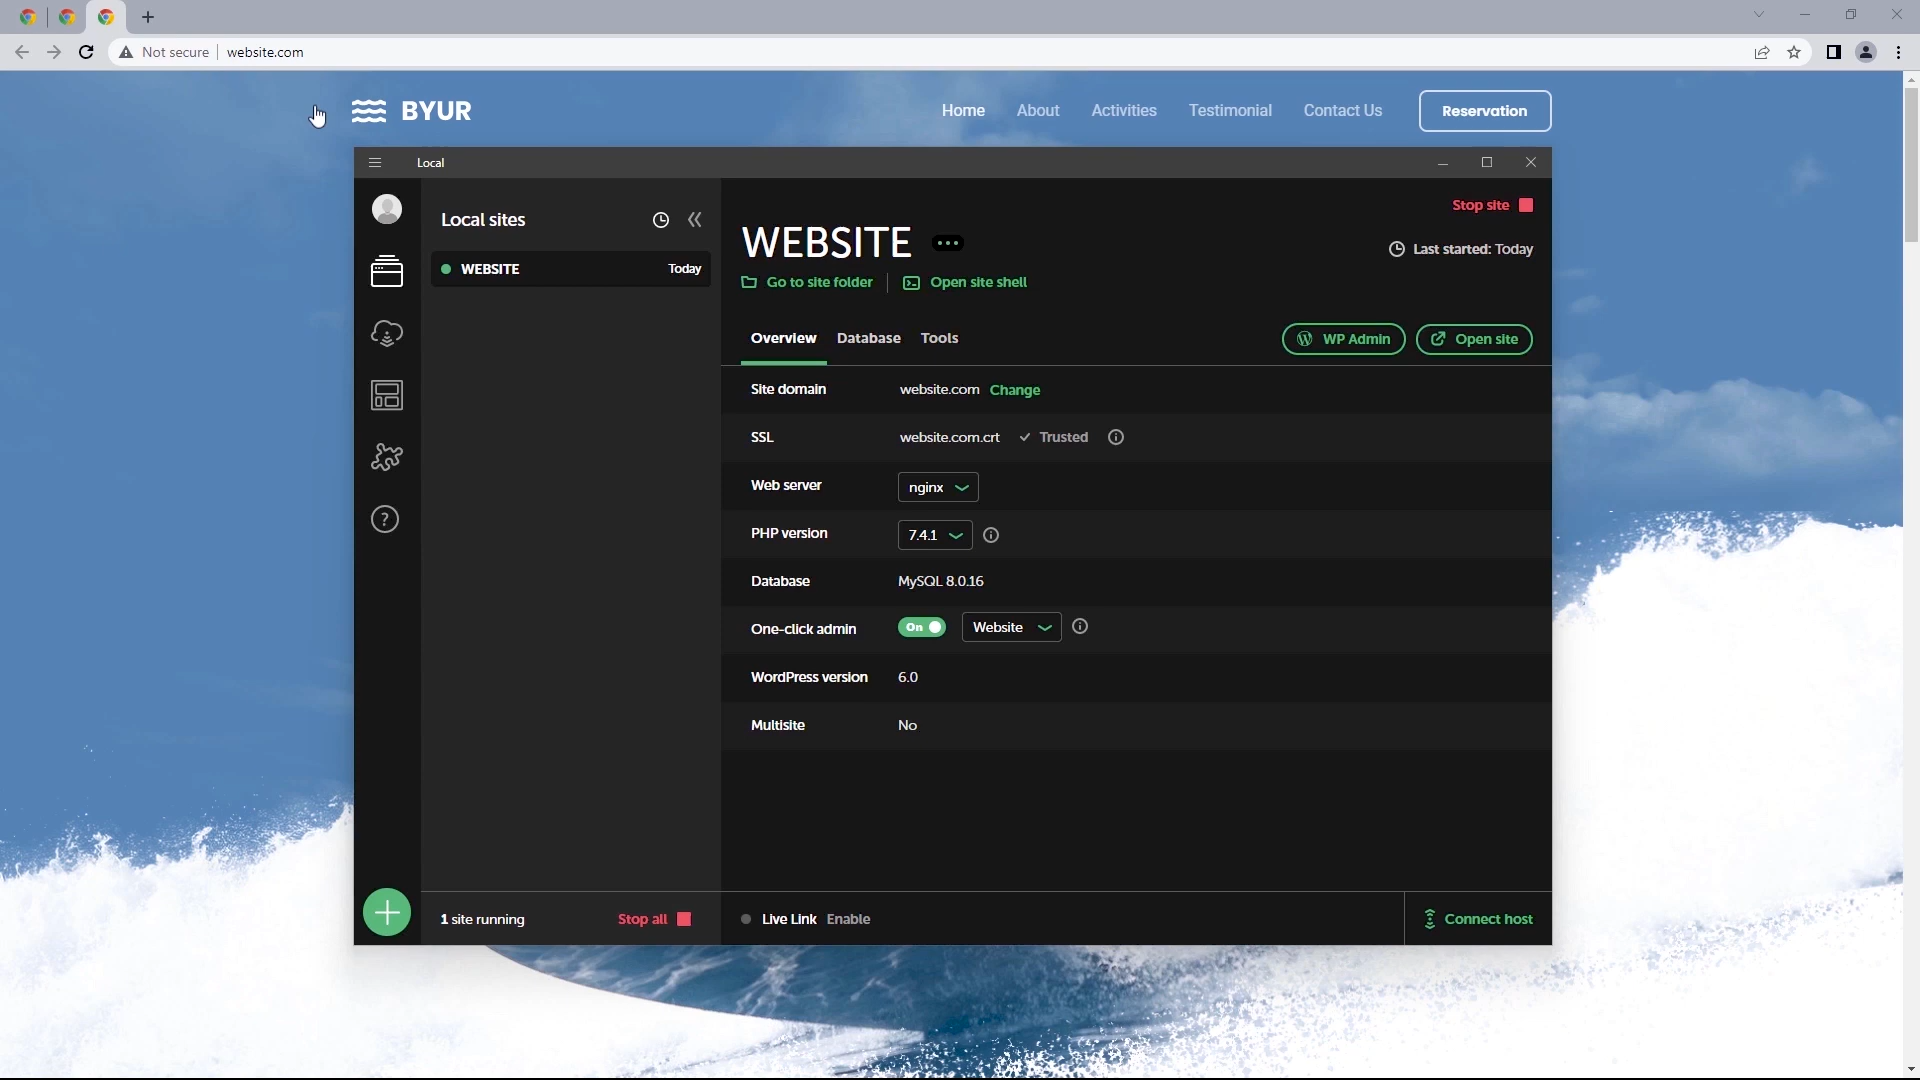 Not secure website.com
BYUR
Home About Activities Testimonial Contact Us Reservation
Local
Local sites
WEBSITE Today
1 site running Stop all
Stop site
WEBSITE
Last started: Today
Go to site folder Open site shell
Overview Database Tools WP Admin Open site
Site domain website.com Change
SSL website.com.crt Trusted
Web server nginx
PHP version 7.4.1
Database MySQL 8.0.16
One-click admin On Website
WordPress version 6.0
Multisite No
Live Link Enable Connect host